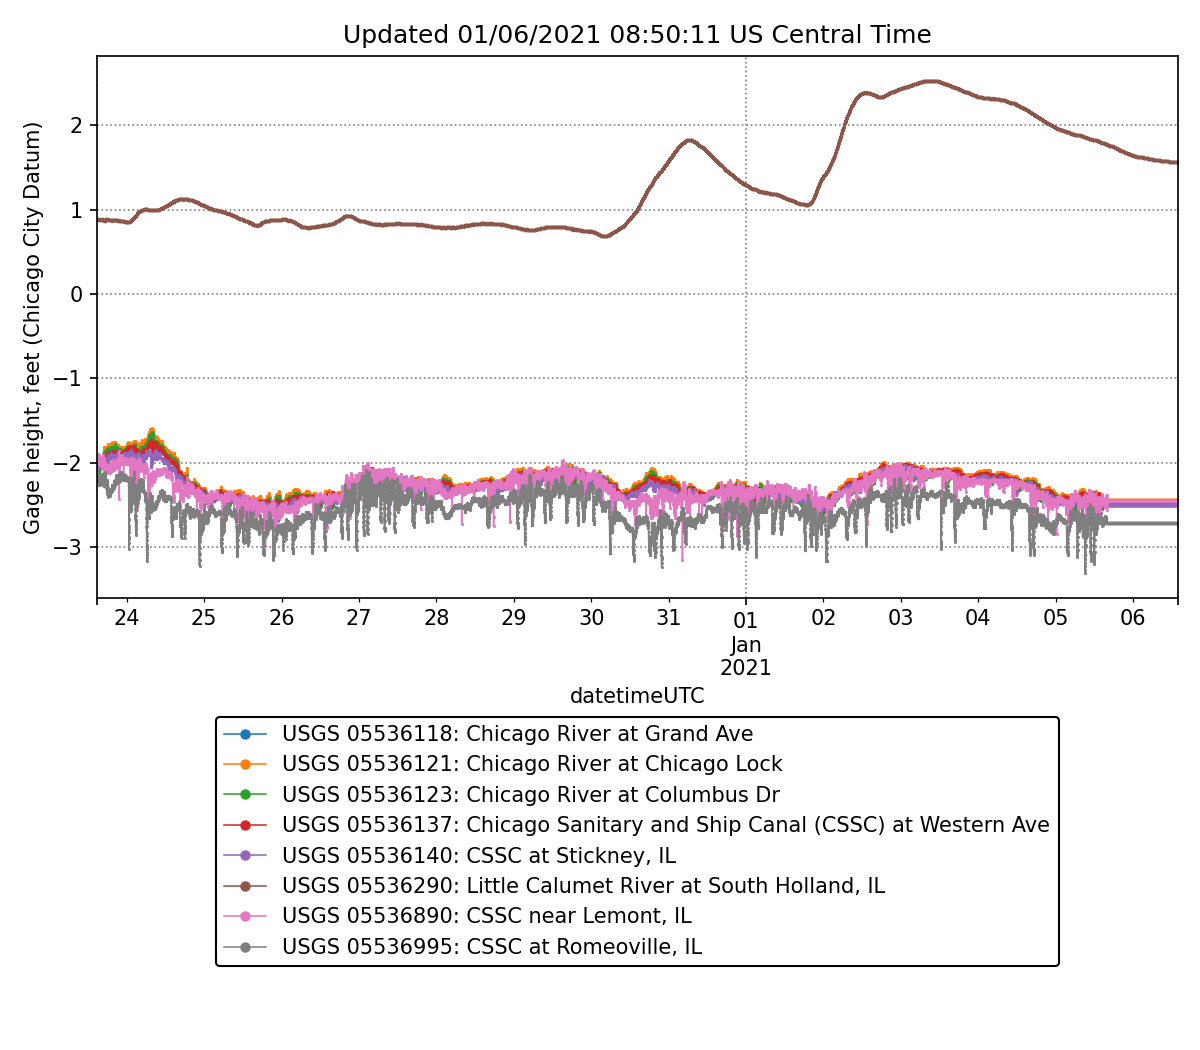 Updated 01/06/2021 08:50:11 US Central Time
Gage height, feet (Chicago City Datum)
2
1
0
−1
−2
−3
24 25 26 27 28 29 30 31 01 02 03 04 05 06
Jan
2021
datetimeUTC
USGS 05536118: Chicago River at Grand Ave
USGS 05536121: Chicago River at Chicago Lock
USGS 05536123: Chicago River at Columbus Dr
USGS 05536137: Chicago Sanitary and Ship Canal (CSSC) at Western Ave
USGS 05536140: CSSC at Stickney, IL
USGS 05536290: Little Calumet River at South Holland, IL
USGS 05536890: CSSC near Lemont, IL
USGS 05536995: CSSC at Romeoville, IL